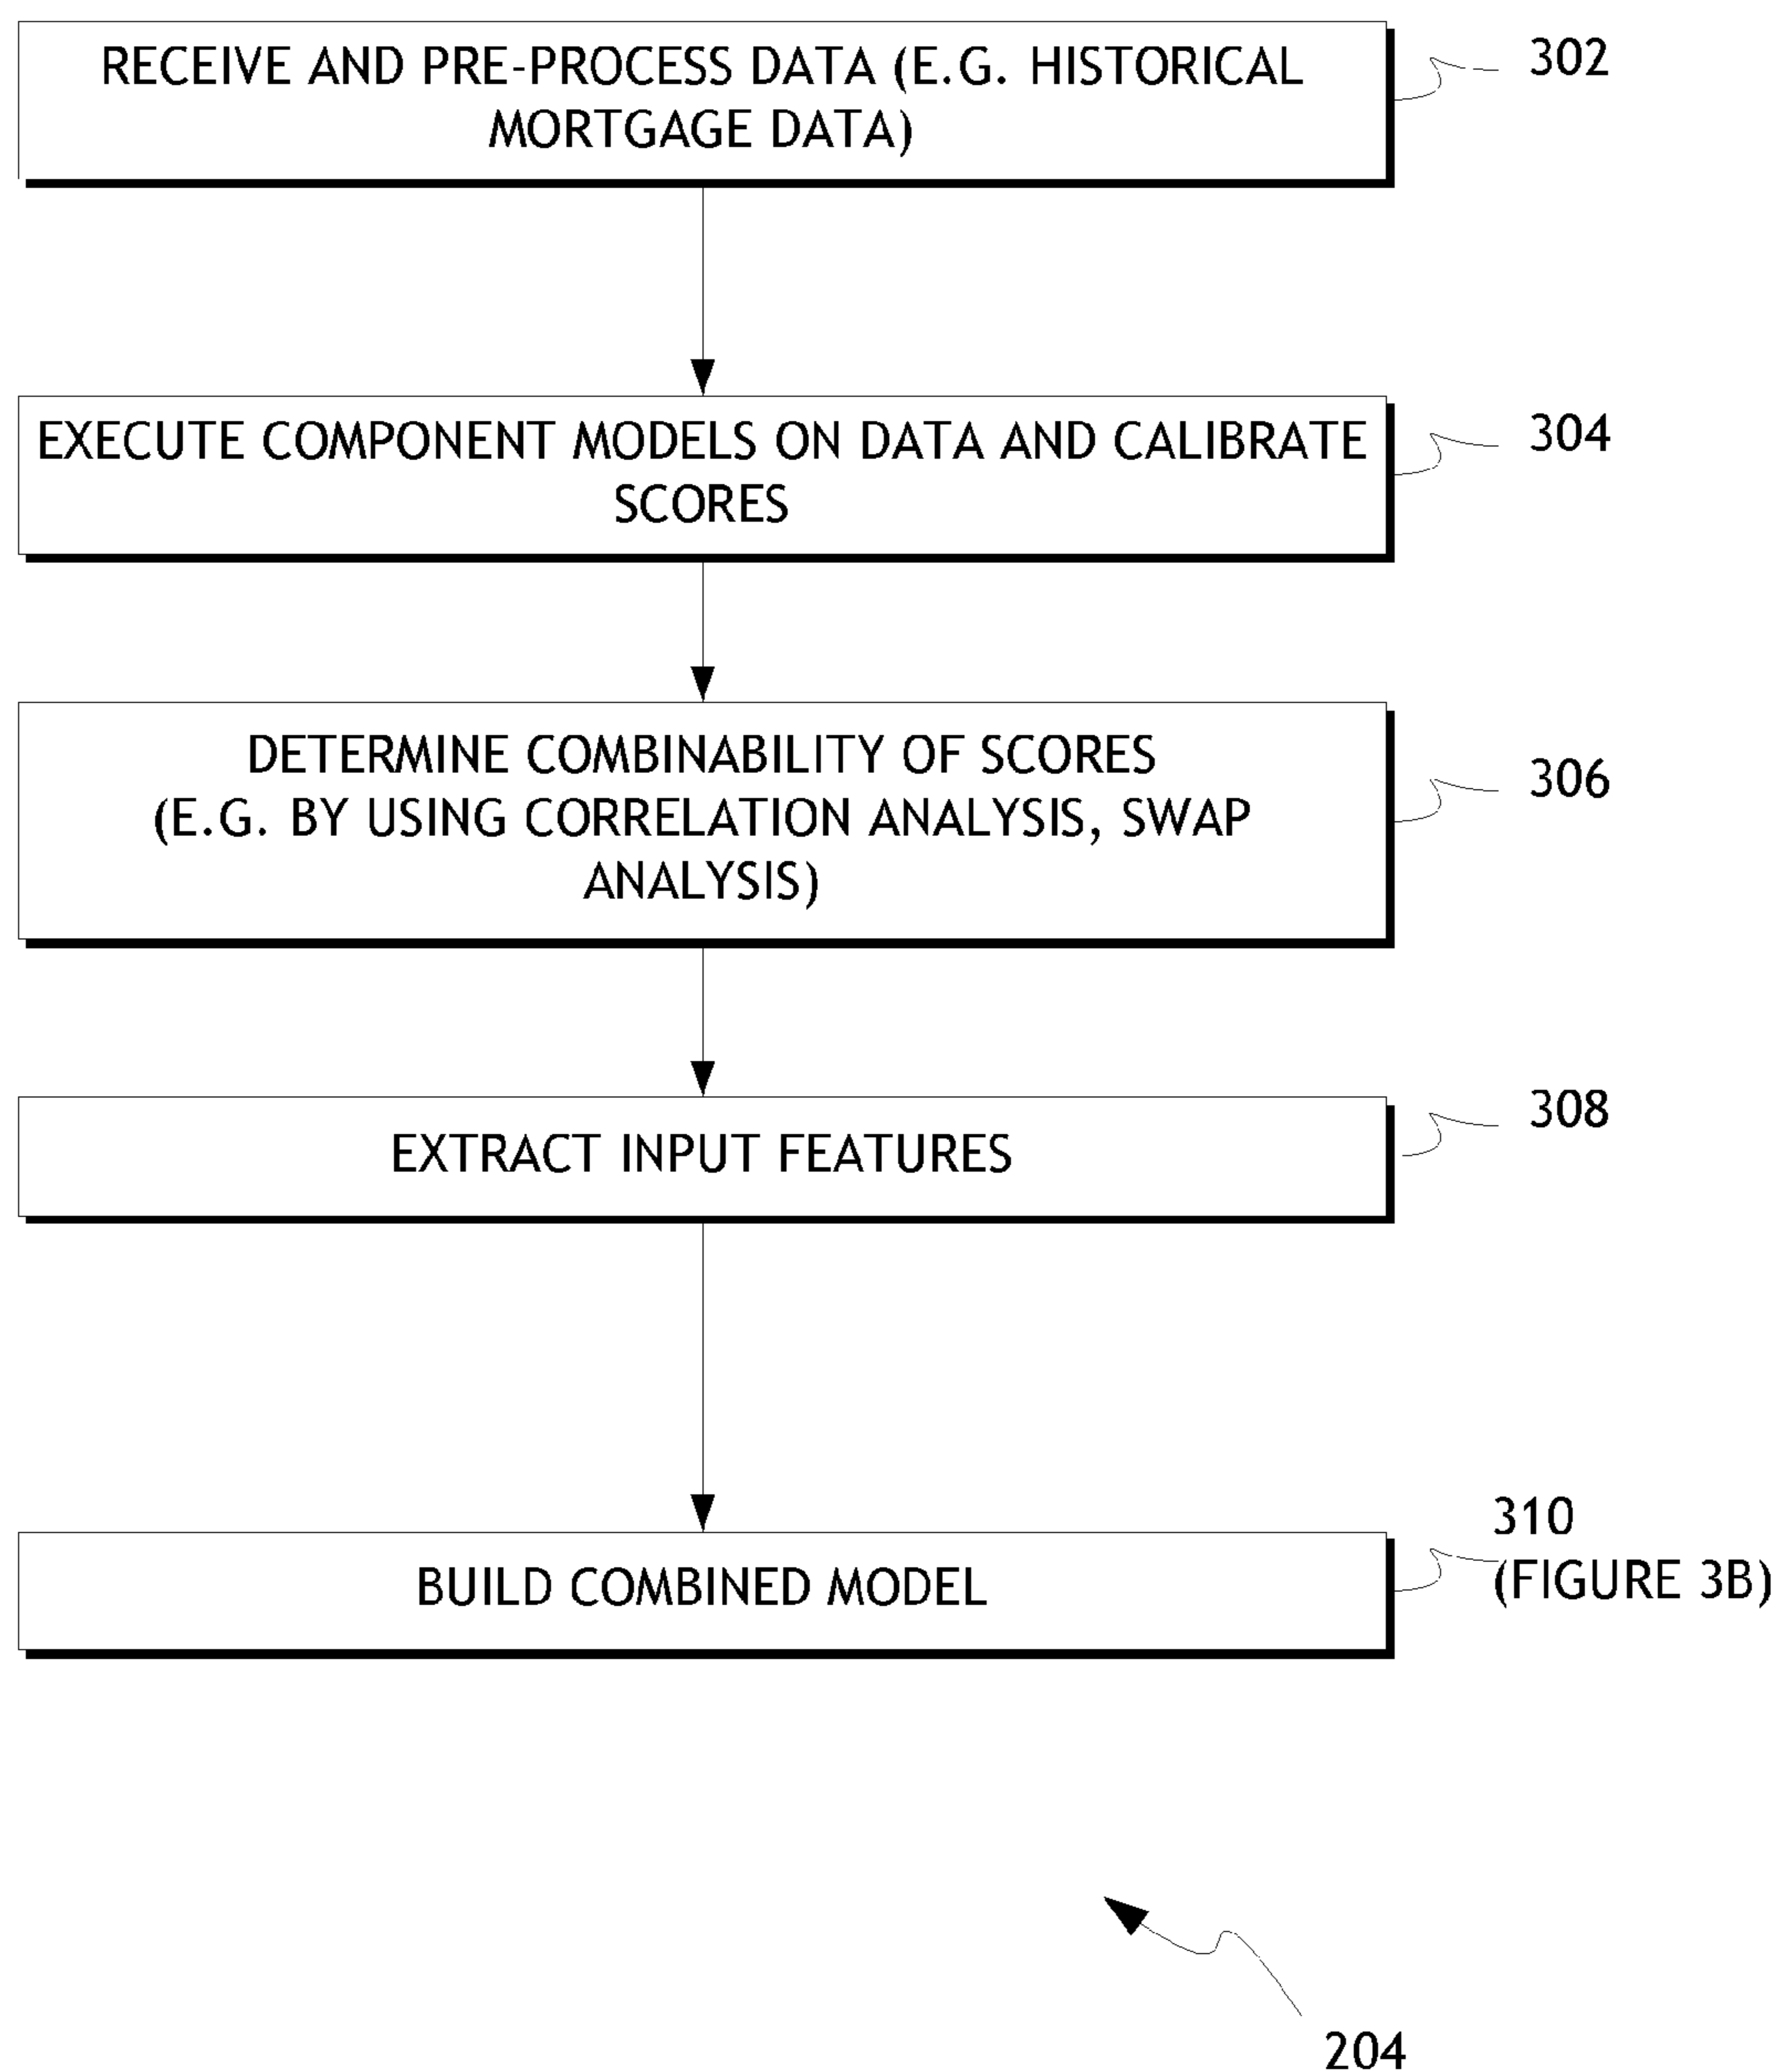 RECEIVE AND PRE-PROCESS DATA (E.G. HISTORICAL
MORTGAGE DATA)
302
EXECUTE COMPONENT MODELS ON DATA AND CALIBRATE
SCORES
304
DETERMINE COMBINABILITY OF SCORES
(E.G. BY USING CORRELATION ANALYSIS, SWAP
ANALYSIS)
306
EXTRACT INPUT FEATURES
308
BUILD COMBINED MODEL
310
(FIGURE 3B)
204